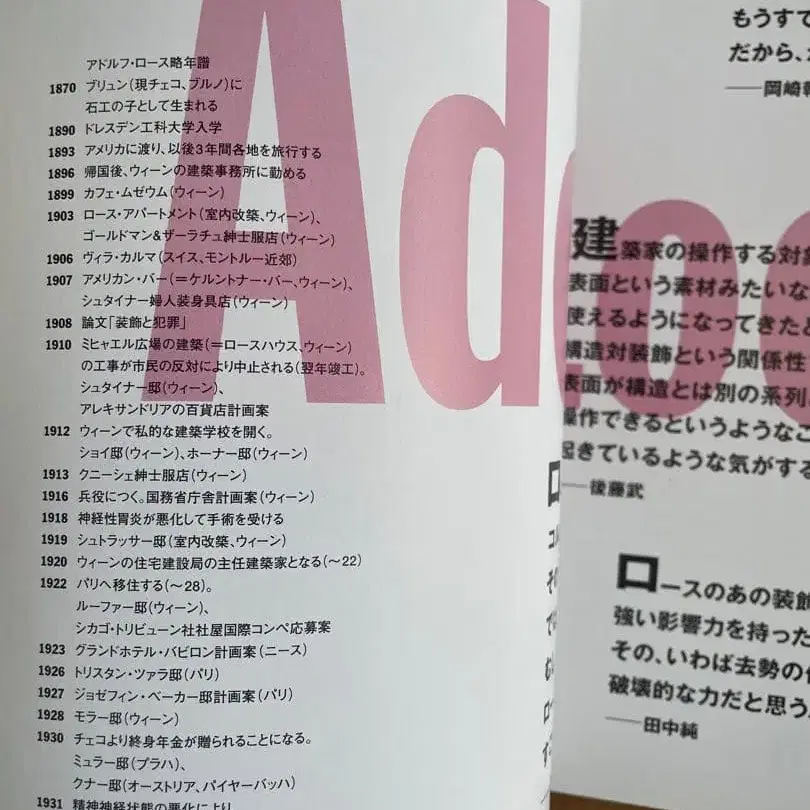 Ad
アドルフ・ロース略年譜
1870 ブリュン(現チェコ、ブルノ)に
石工の子として生まれる
1890 ドレスデン工科大学入学
1893 アメリカに渡り、以後3年間各地を旅行する
1896 帰国後、ウィーンの建築事務所に勤める
1899 カフェ・ムゼウム(ウィーン)
1903 ロース・アパートメント(室内改築、ウィーン)、
ゴールドマン&ザーラチュ紳士服店(ウィーン)
1906 ヴィラ・カルマ(スイス、モントルー近郊)
1907 アメリカン・バー(=ケルントナー・バー、ウィーン)、
シュタイナー婦人装身具店(ウィーン)
1908 論文「装飾と犯罪」
1910 ミヒャエル広場の建築(=ロースハウス、ウィーン)
の工事が市民の反対により中止される(翌年竣工)。
シュタイナー邸(ウィーン)、
アレキサンドリアの百貨店計画案
1912 ウィーンで私的な建築学校を開く。
ショイ邸(ウィーン)、ホーナー邸(ウィーン)
1913 クニーシェ紳士服店(ウィーン)
1916 兵役につく。国務省庁舎計画案(ウィーン)
1918 神経性胃炎が悪化して手術を受ける
1919 シュトラッサー邸(室内改築、ウィーン)
1920 ウィーンの住宅建設局の主任建築家となる(〜22)
1922 パリへ移住する(〜28)。
ルーファー邸(ウィーン)、
シカゴ・トリビューン社社屋国際コンペ応募案
1923 グランドホテル・バビロン計画案(ニース)
1926 トリスタン・ツァラ邸(パリ)
1927 ジョゼフィン・ベーカー邸計画案(パリ)
1928 モラー邸(ウィーン)
1930 チェコより終身年金が贈られることになる。
ミュラー邸(プラハ)、
クナー邸(オーストリア、パイヤーバッハ)
1931 精神神経状態の悪化により
もうすで
だから、
──岡崎乾
建築家の操作する対象
表面という素材みたいな
使えるようになってきたと
構造対装飾という関係性
表面が構造とは別の系列
操作できるというようなこ
起きているような気がする
──後藤武
ロースのあの装飾
強い影響力を持った
その、いわば去勢の
破壊的な力だと思う
──田中純